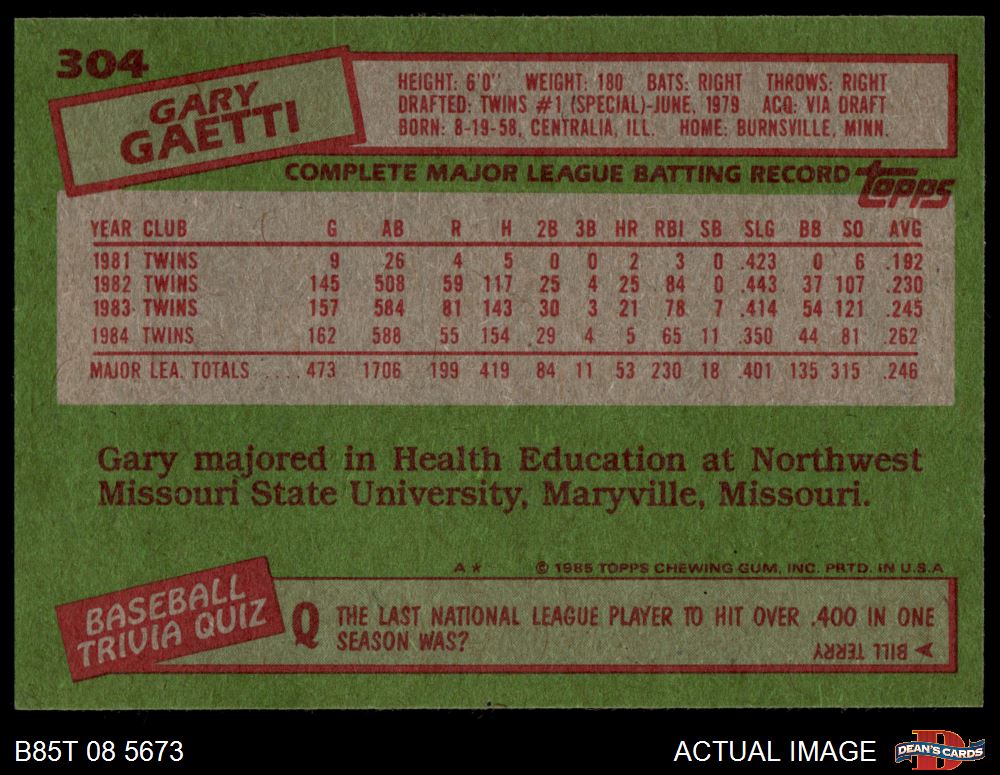 304
GARY
GAETTI
HEIGHT: 6'0" WEIGHT: 180 BATS: RIGHT THROWS: RIGHT
DRAFTED: TWINS #1 (SPECIAL)-JUNE, 1979 ACQ: VIA DRAFT
BORN: 8-19-58, CENTRALIA, ILL. HOME: BURNSVILLE, MINN.
COMPLETE MAJOR LEAGUE BATTING RECORD topps
YEAR CLUB G AB R H 2B 3B HR RBI SB SLG BB SO AVG
1981 TWINS 9 26 4 5 0 0 2 3 0 .423 0 6 .192
1982 TWINS 145 508 59 117 25 4 25 84 0 .443 37 107 .230
1983 TWINS 157 584 81 143 30 3 21 78 7 .414 54 121 .245
1984 TWINS 162 588 55 154 29 4 5 65 11 .350 44 81 .262
MAJOR LEA. TOTALS ..... 473 1706 199 419 84 11 53 230 18 .401 135 315 .246
Gary majored in Health Education at Northwest
Missouri State University, Maryville, Missouri.
A* © 1985 TOPPS CHEWING GUM, INC. PRTD. IN U.S.A
BASEBALL
TRIVIA QUIZ
Q THE LAST NATIONAL LEAGUE PLAYER TO HIT OVER .400 IN ONE
SEASON WAS?
A BILL TERRY
B85T 08 5673
ACTUAL IMAGE
D
DEAN'S CARDS